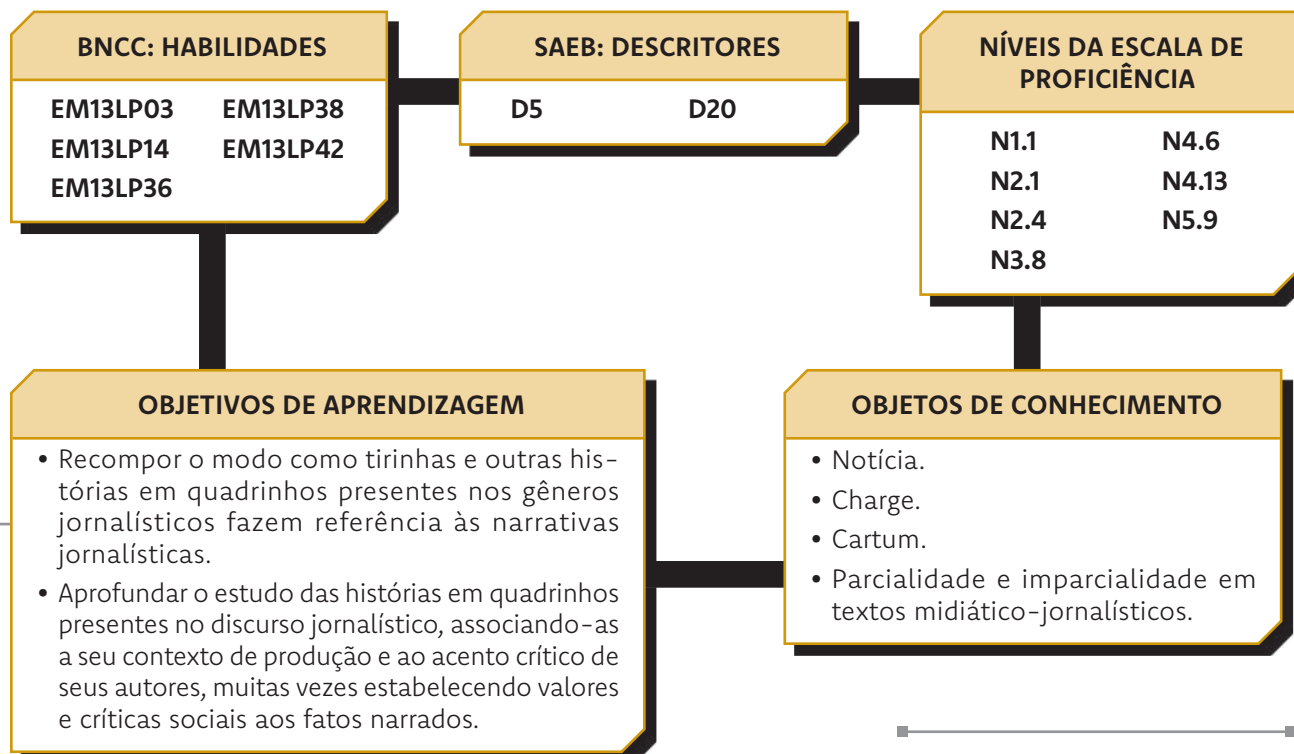 BNCC: HABILIDADES
EM13LP03 EM13LP38
EM13LP14 EM13LP42
EM13LP36
SAEB: DESCRITORES
D5 D20
NÍVEIS DA ESCALA DE
PROFICIÊNCIA
N1.1 N4.6
N2.1 N4.13
N2.4 N5.9
N3.8
OBJETIVOS DE APRENDIZAGEM
• Recompor o modo como tirinhas e outras his-
tórias em quadrinhos presentes nos gêneros
jornalísticos fazem referência às narrativas
jornalísticas.
• Aprofundar o estudo das histórias em quadrinhos
presentes no discurso jornalístico, associando-as
a seu contexto de produção e ao acento crítico de
seus autores, muitas vezes estabelecendo valores
e críticas sociais aos fatos narrados.
OBJETOS DE CONHECIMENTO
• Notícia.
• Charge.
• Cartum.
• Parcialidade e imparcialidade em
textos midiático-jornalísticos.